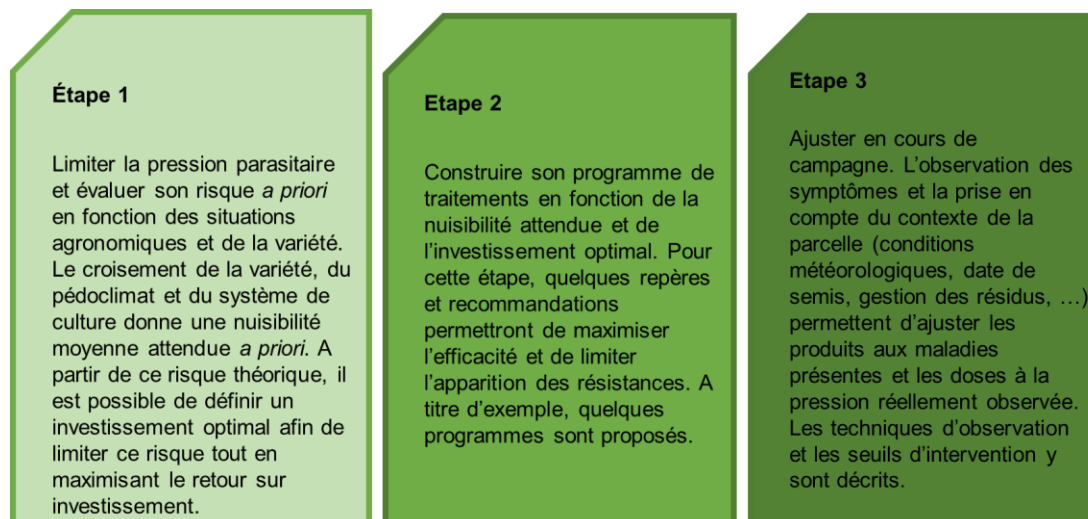 Étape 1
Limiter la pression parasitaire
et évaluer son risque a priori
en fonction des situations
agronomiques et de la variété.
Le croisement de la variété, du
pédoclimat et du système de
culture donne une nuisibilité
moyenne attendue a priori. A
partir de ce risque théorique, il
est possible de définir un
investissement optimal afin de
limiter ce risque tout en
maximisant le retour sur
investissement.
Etape 2
Construire son programme de
traitements en fonction de la
nuisibilité attendue et de
l’investissement optimal. Pour
cette étape, quelques repères
et recommandations
permettront de maximiser
l’efficacité et de limiter
l’apparition des résistances. A
titre d’exemple, quelques
programmes sont proposés.
Etape 3
Ajuster en cours de
campagne. L’observation des
symptômes et la prise en
compte du contexte de la
parcelle (conditions
météorologiques, date de
semis, gestion des résidus, …)
permettent d’ajuster les
produits aux maladies
présentes et les doses à la
pression réellement observée.
Les techniques d’observation
et les seuils d’intervention y
sont décrits.